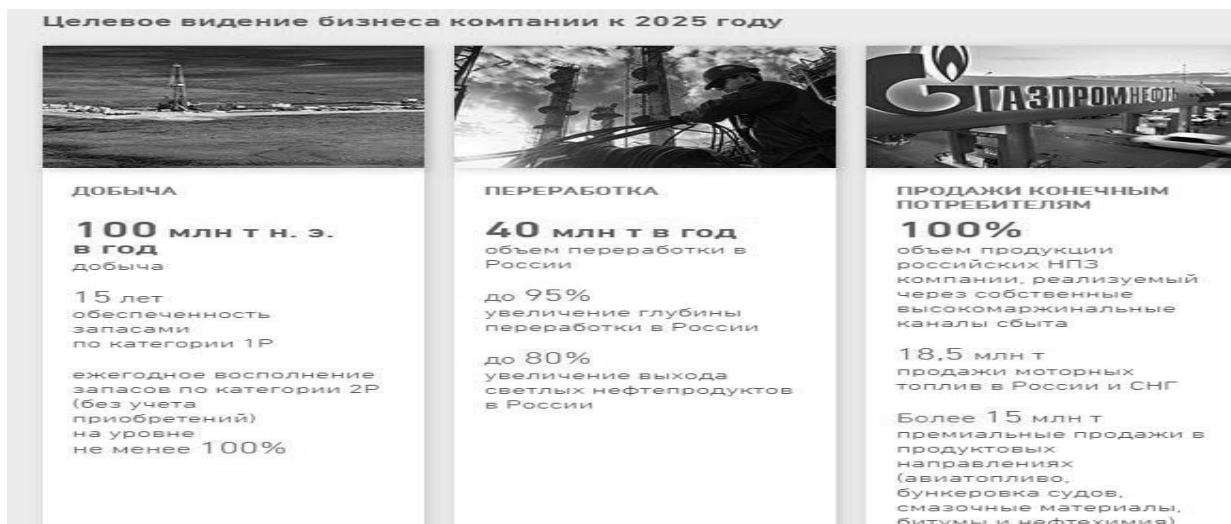 Целевое видение бизнеса компании к 2025 году
ДОБЫЧА
100 млн т н. э.
в год
добыча
15 лет
обеспеченность
запасами
по категории 1P
ежегодное восполнение
запасов по категории 2P
(без учета
приобретений)
на уровне
не менее 100%
ПЕРЕРАБОТКА
40 млн т в год
объем переработки в
России
до 95%
увеличение глубины
переработки в России
до 80%
увеличение выхода
светлых нефтепродуктов
в России
ГАЗПРОМНЕФТЬ
ПРОДАЖИ КОНЕЧНЫМ
ПОТРЕБИТЕЛЯМ
100%
объем продукции
российских НПЗ
компании, реализуемый
через собственные
высокомаржинальные
каналы сбыта
18,5 млн т
продажи моторных
топлив в России и СНГ
Более 15 млн т
премиальные продажи в
продуктовых
направлениях
(авиатопливо,
бункеровка судов,
смазочные материалы,
битумы и нефтехимия)